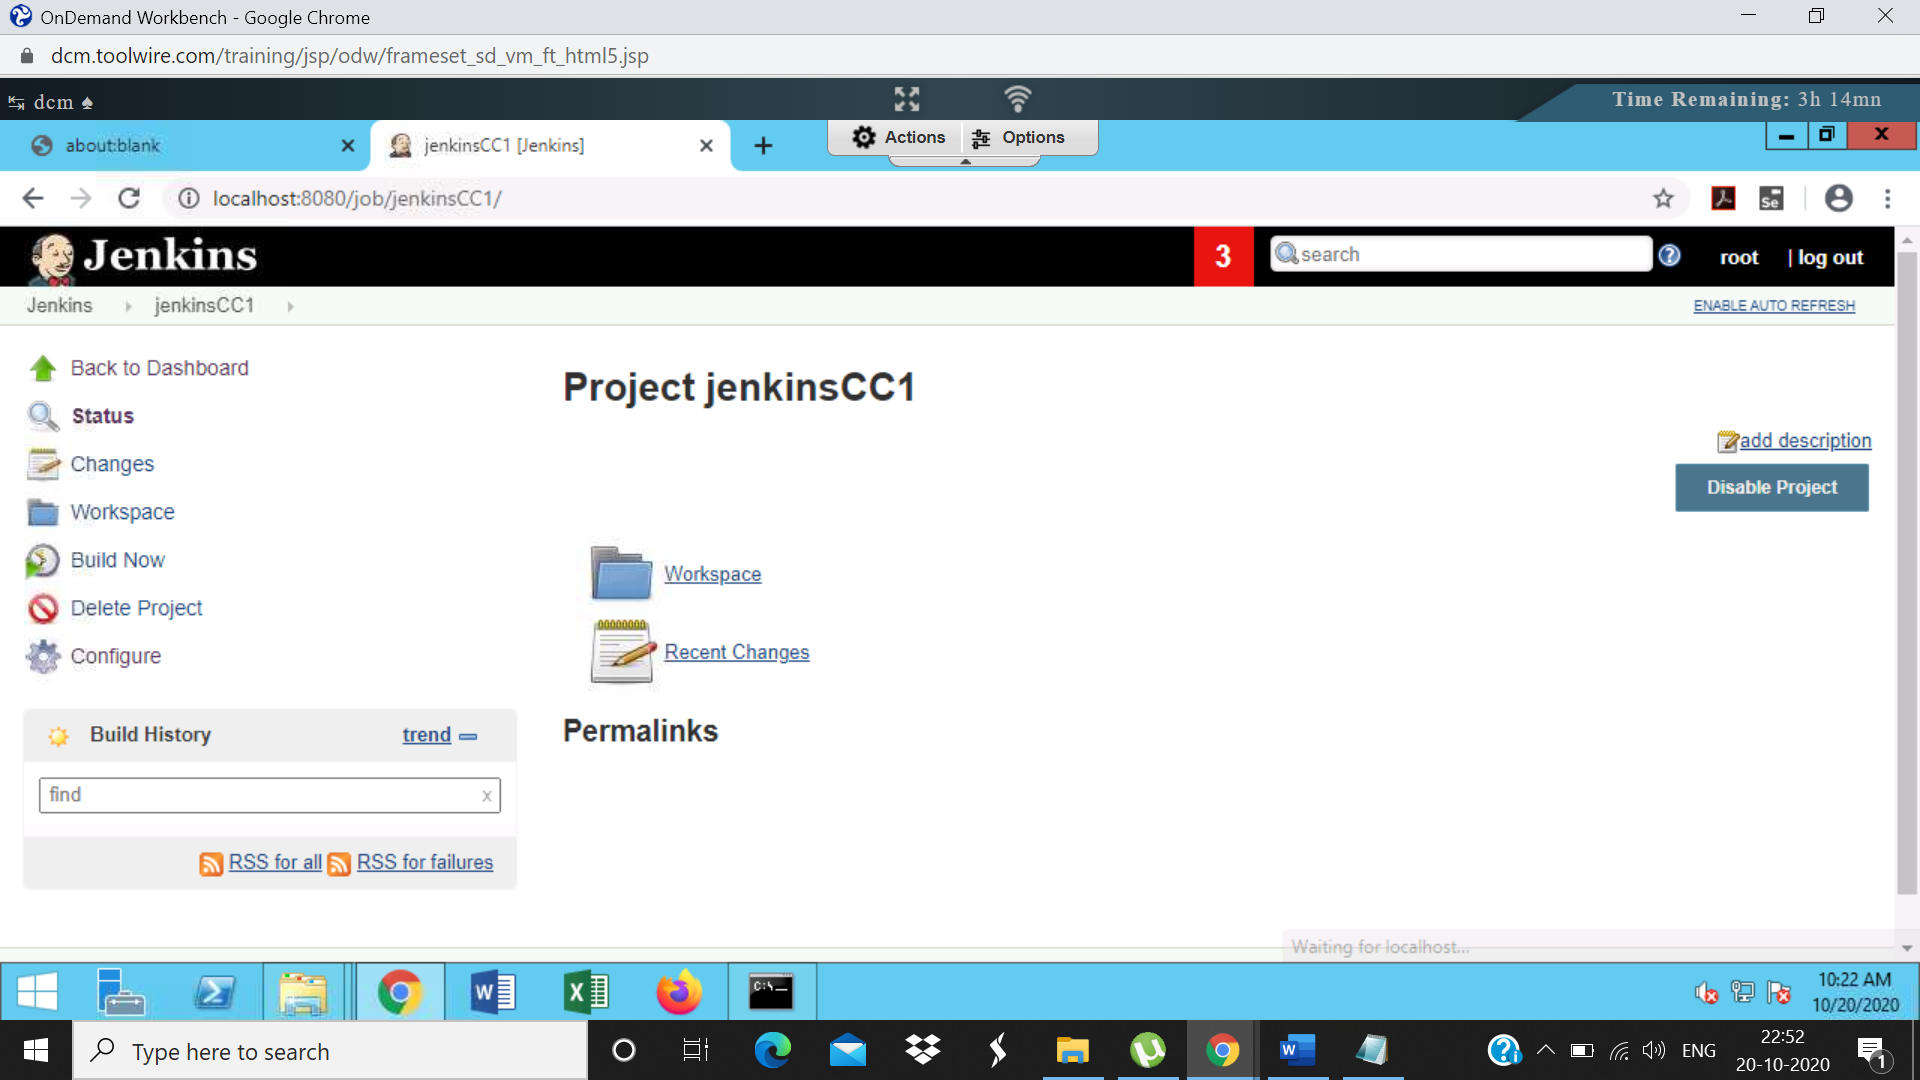 OnDemand Workbench - Google Chrome
dcm.toolwire.com/training/jsp/odw/frameset_sd_vm_ft_html5.jsp
dcm ♠
Time Remaining: 3h 14mn
about:blank
jenkinsCC1 [Jenkins]
Actions
Options
localhost:8080/job/jenkinsCC1/
Se
Jenkins
3
search
root
| log out
Jenkins
jenkinsCC1
ENABLE AUTO REFRESH
Back to Dashboard
Status
Changes
Workspace
Build Now
Delete Project
Configure
Project jenkinsCC1
add description
Disable Project
Workspace
Recent Changes
Permalinks
Build History
trend
find
x
RSS for all
RSS for failures
Waiting for localhost...
10:22 AM
10/20/2020
Type here to search
ENG
22:52
20-10-2020
1